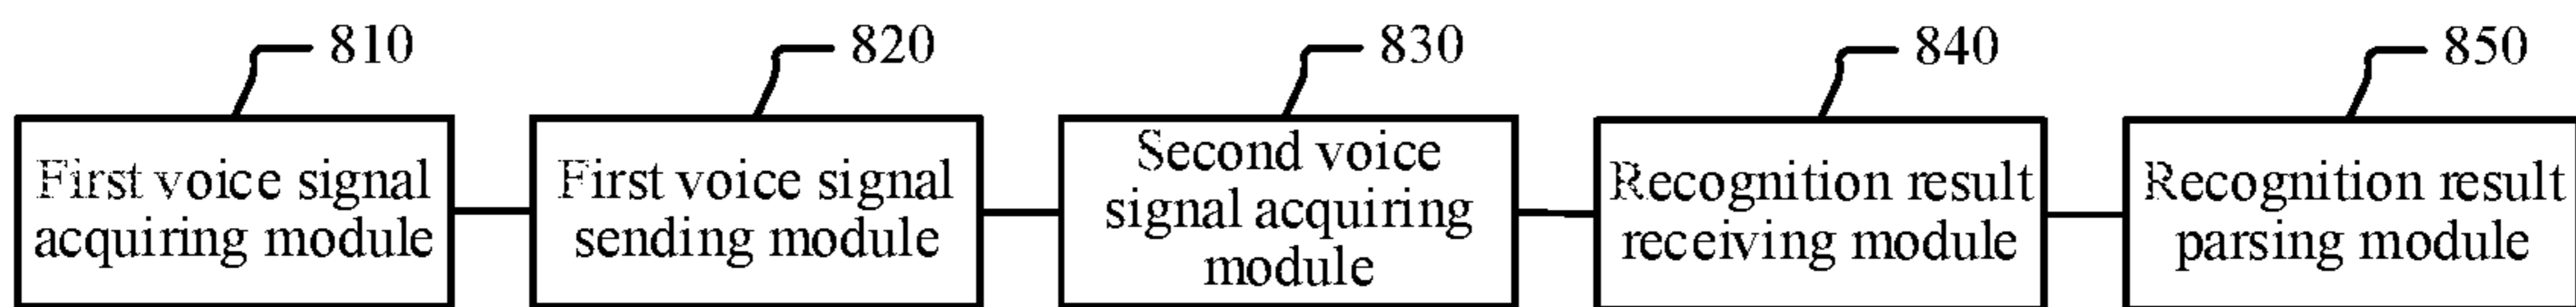 810
820
830
840
850
First voice signal
acquiring module
First voice signal
sending module
Second voice
signal acquiring
module
Recognition result
receiving module
Recognition result
parsing module